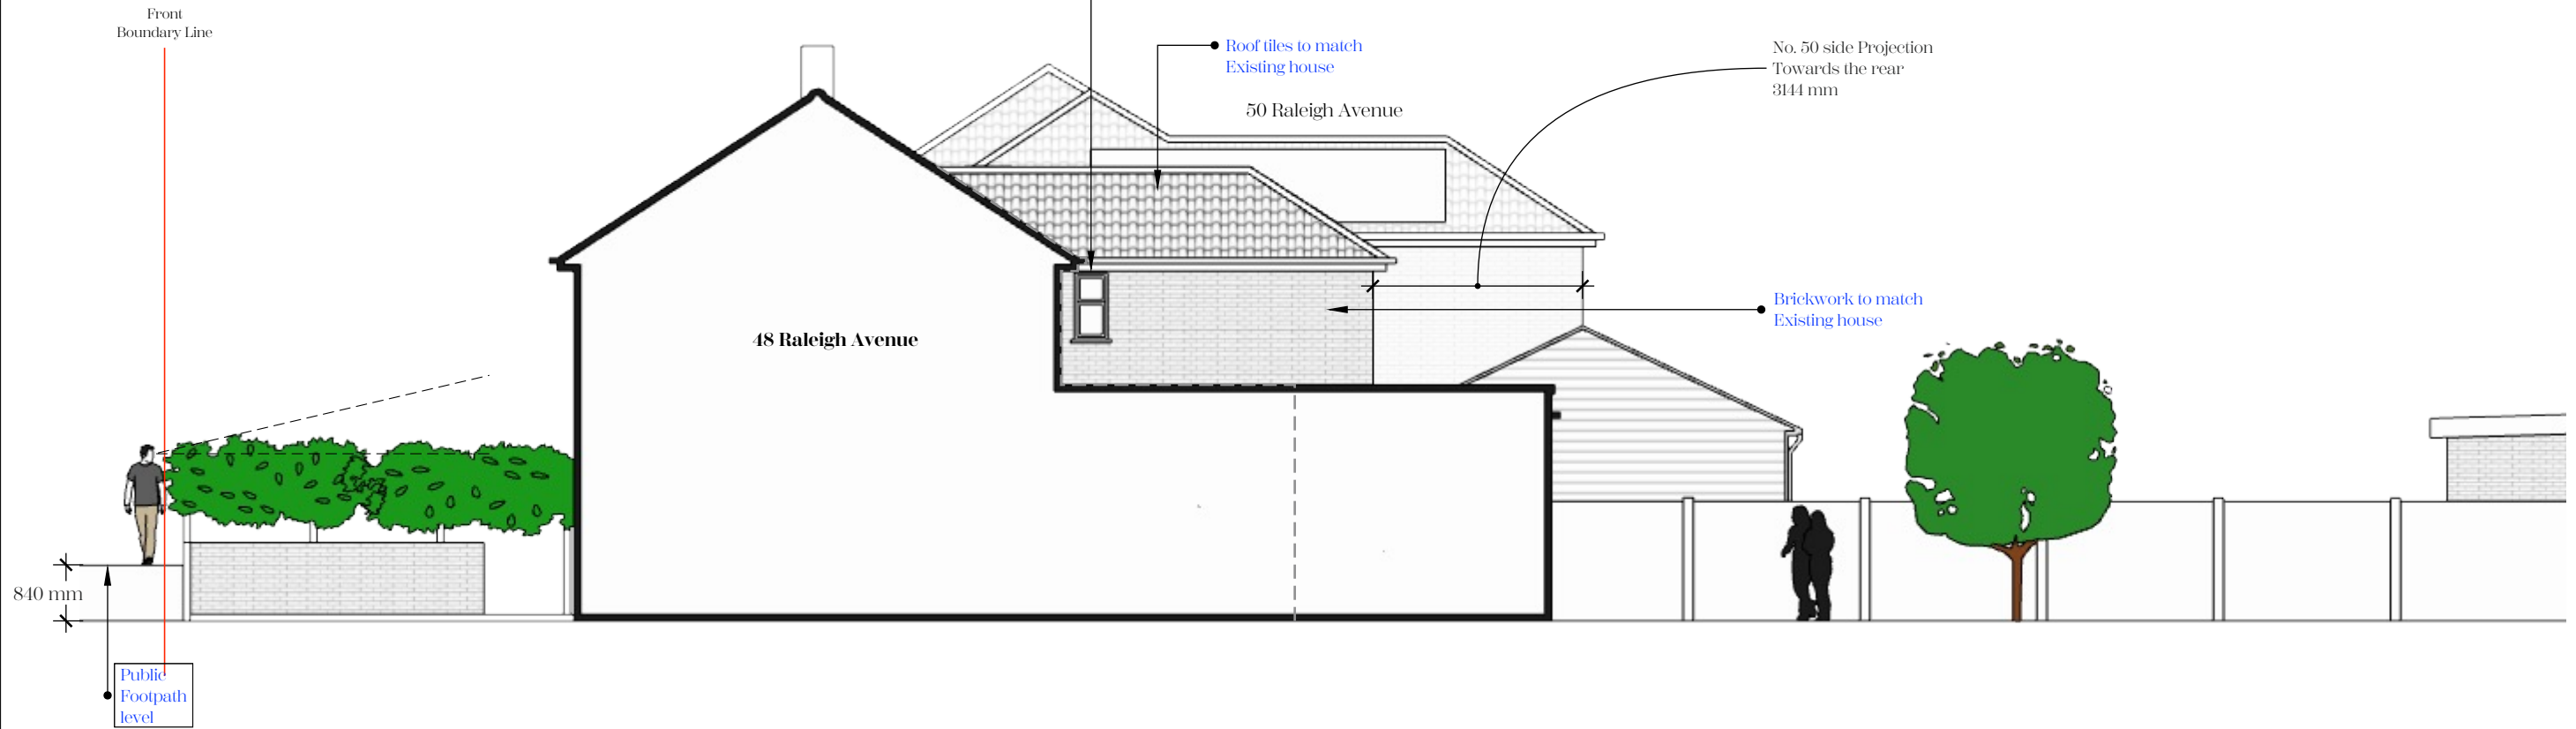 Front
Boundary Line
Roof tiles to match
Existing house
No. 50 side Projection
Towards the rear
3144 mm
50 Raleigh Avenue
Brickwork to match
Existing house
48 Raleigh Avenue
840 mm
Public
Footpath
level